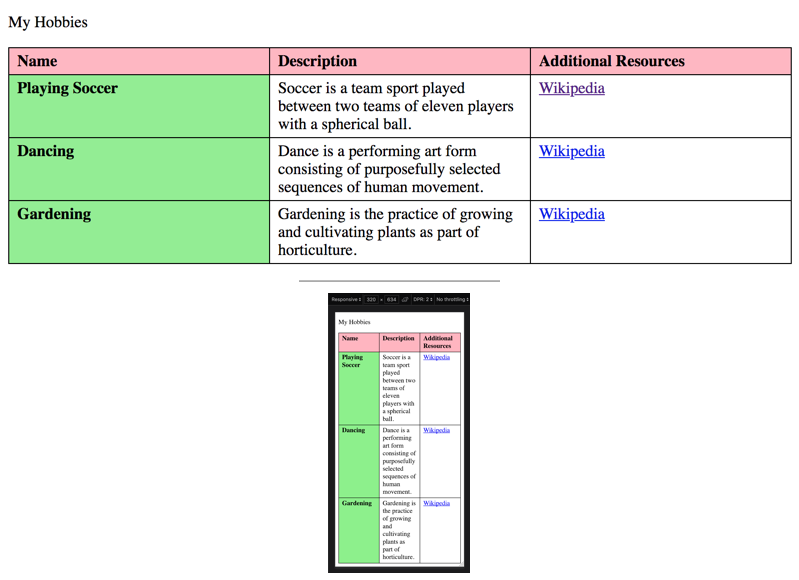 My Hobbies
Name Description Additional Resources
Playing Soccer Soccer is a team sport played Wikipedia
between two teams of eleven players
with a spherical ball.
Dancing Dance is a performing art form Wikipedia
consisting of purposefully selected
sequences of human movement.
Gardening Gardening is the practice of growing Wikipedia
and cultivating plants as part of
horticulture.
Responsive 320 × 634 DPR: 2 No throttling
My Hobbies
Name Description Additional
Resources
Playing Soccer is a Wikipedia
Soccer team sport
played
between two
teams of
eleven
players with
a spherical
ball.
Dancing Dance is a Wikipedia
performing
art form
consisting of
purposefully
selected
sequences of
human
movement.
Gardening Gardening is Wikipedia
the practice
of growing
and
cultivating
plants as
part of
horticulture.